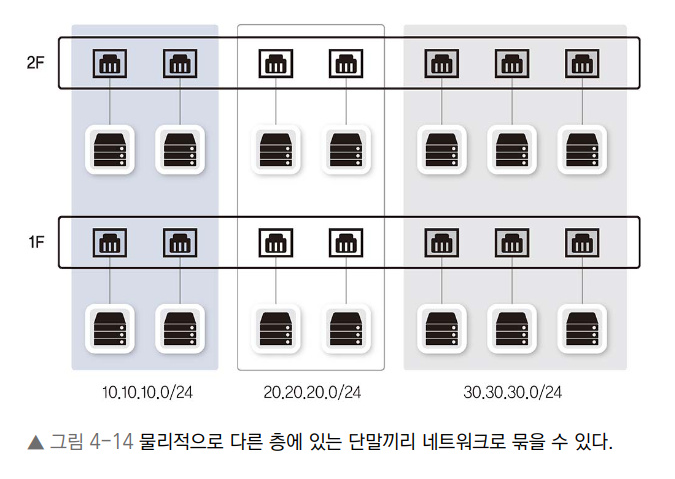 2F
1F
10.10.10.0/24
20.20.20.0/24
30.30.30.0/24
▲ 그림 4-14 물리적으로 다른 층에 있는 단말끼리 네트워크로 묶을 수 있다.